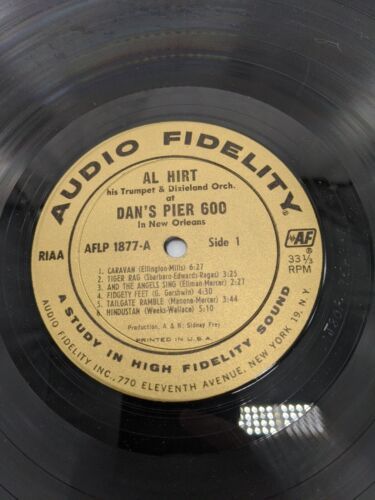 AUDIO FIDELITY®
AL HIRT
his Trumpet & Dixieland Orch.
at
DAN'S PIER 600
In New Orleans
RIAA
AFLP 1877-A
Side 1
AF®
33⅓
RPM
1. CARAVAN (Ellington-Mills) 6:27
2. TIGER RAG (Sbarbaro-Edwards-Ragas) 3:25
3. AND THE ANGELS SING (Elliman-Mercer) 2:28
4. FIDGETY FEET (G. Gershwin) 4:30
5. TAILGATE RAMBLE (Manone-Mercer) 3:44
6. HINDUSTAN (Weeks-Wallace) 5:10
Production, A & R: Sidney Frey
PRINTED IN U.S.A.
A STUDY IN HIGH FIDELITY SOUND
AUDIO FIDELITY INC., 770 ELEVENTH AVENUE, NEW YORK 19, N.Y.